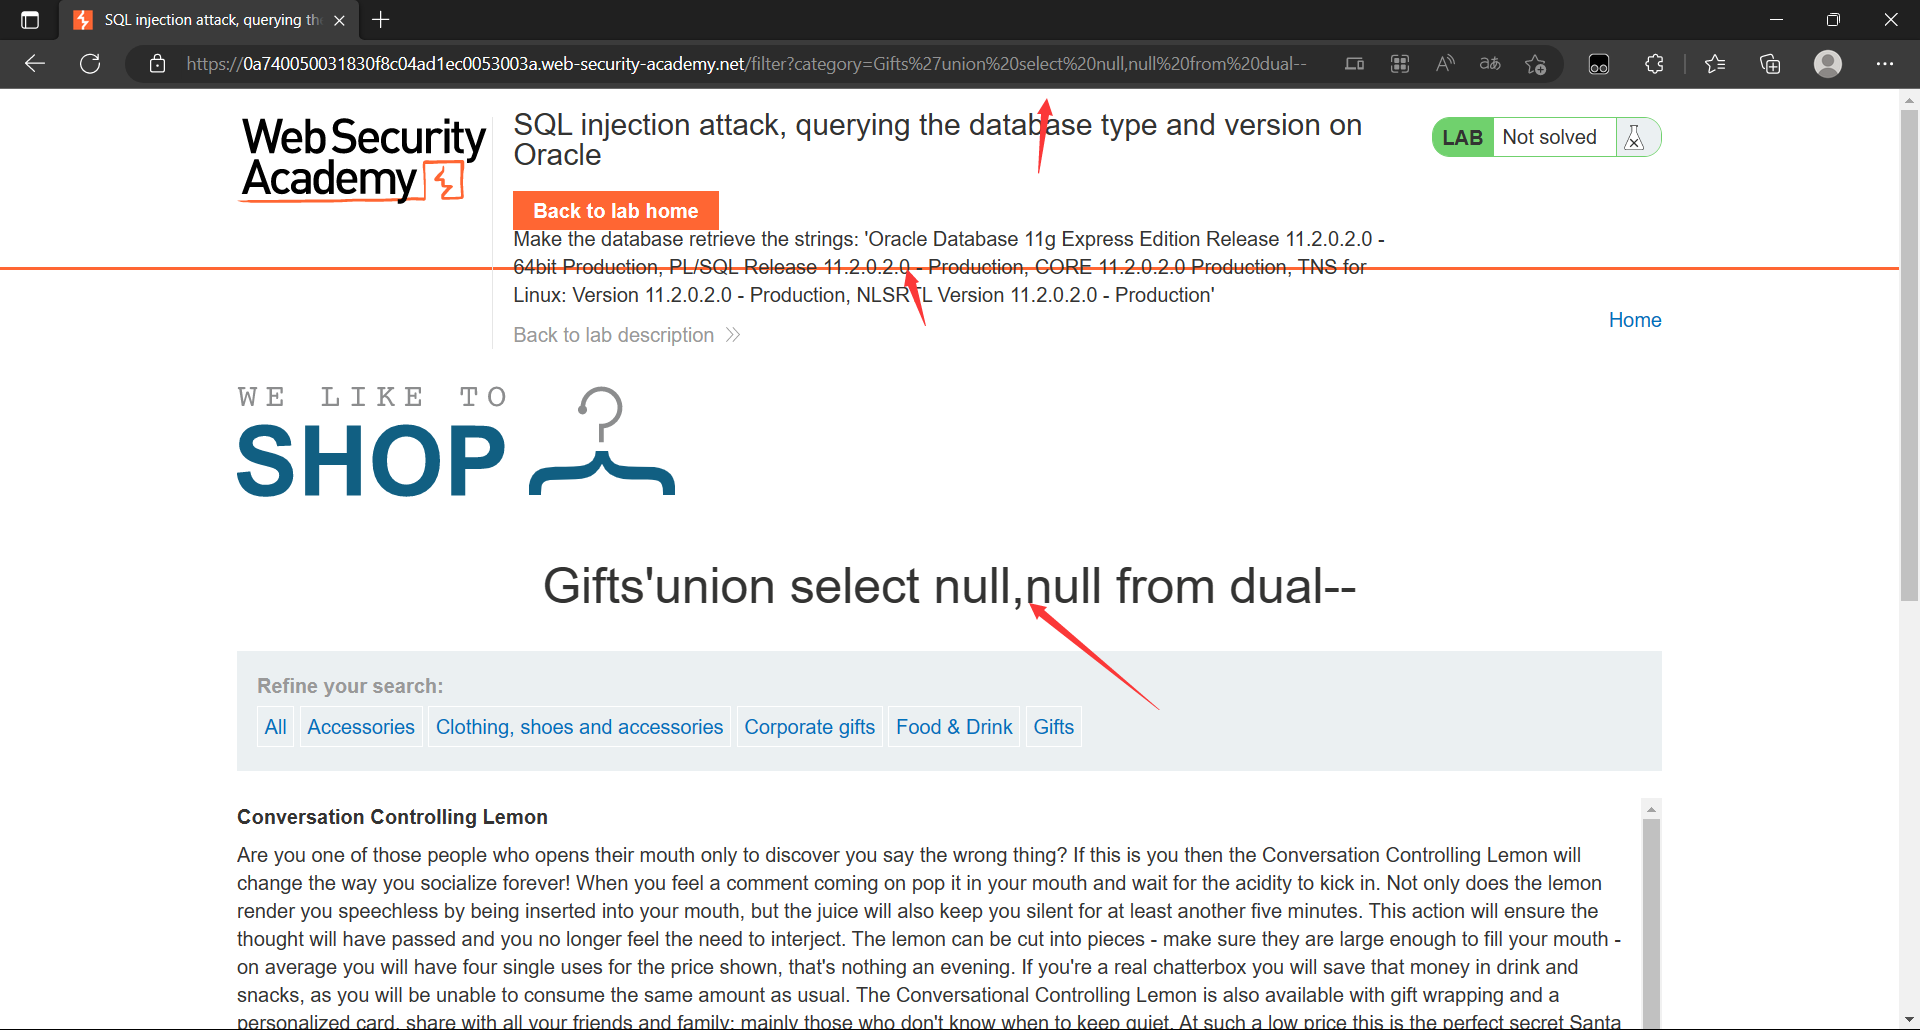 SQL injection attack, querying th
https://0a740050031830f8c04ad1ec0053003a.web-security-academy.net/filter?category=Gifts%27union%20select%20null,null%20from%20dual--
WebSecurity
Academy
SQL injection attack, querying the database type and version on
Oracle
LAB Not solved
Back to lab home
Make the database retrieve the strings: 'Oracle Database 11g Express Edition Release 11.2.0.2.0 -
64bit Production, PL/SQL Release 11.2.0.2.0 - Production, CORE 11.2.0.2.0 Production, TNS for
Linux: Version 11.2.0.2.0 - Production, NLSRTL Version 11.2.0.2.0 - Production'
Back to lab description
Home
WE LIKE TO
SHOP
Gifts'union select null,null from dual--
Refine your search:
All Accessories Clothing, shoes and accessories Corporate gifts Food & Drink Gifts
Conversation Controlling Lemon
Are you one of those people who opens their mouth only to discover you say the wrong thing? If this is you then the Conversation Controlling Lemon will
change the way you socialize forever! When you feel a comment coming on pop it in your mouth and wait for the acidity to kick in. Not only does the lemon
render you speechless by being inserted into your mouth, but the juice will also keep you silent for at least another five minutes. This action will ensure the
thought will have passed and you no longer feel the need to interject. The lemon can be cut into pieces - make sure they are large enough to fill your mouth -
on average you will have four single uses for the price shown, that's nothing an evening. If you're a real chatterbox you will save that money in drink and
snacks, as you will be unable to consume the same amount as usual. The Conversational Controlling Lemon is also available with gift wrapping and a
personalized card, share with all your friends and family; mainly those who don't know when to keep quiet. At such a low price this is the perfect secret Santa